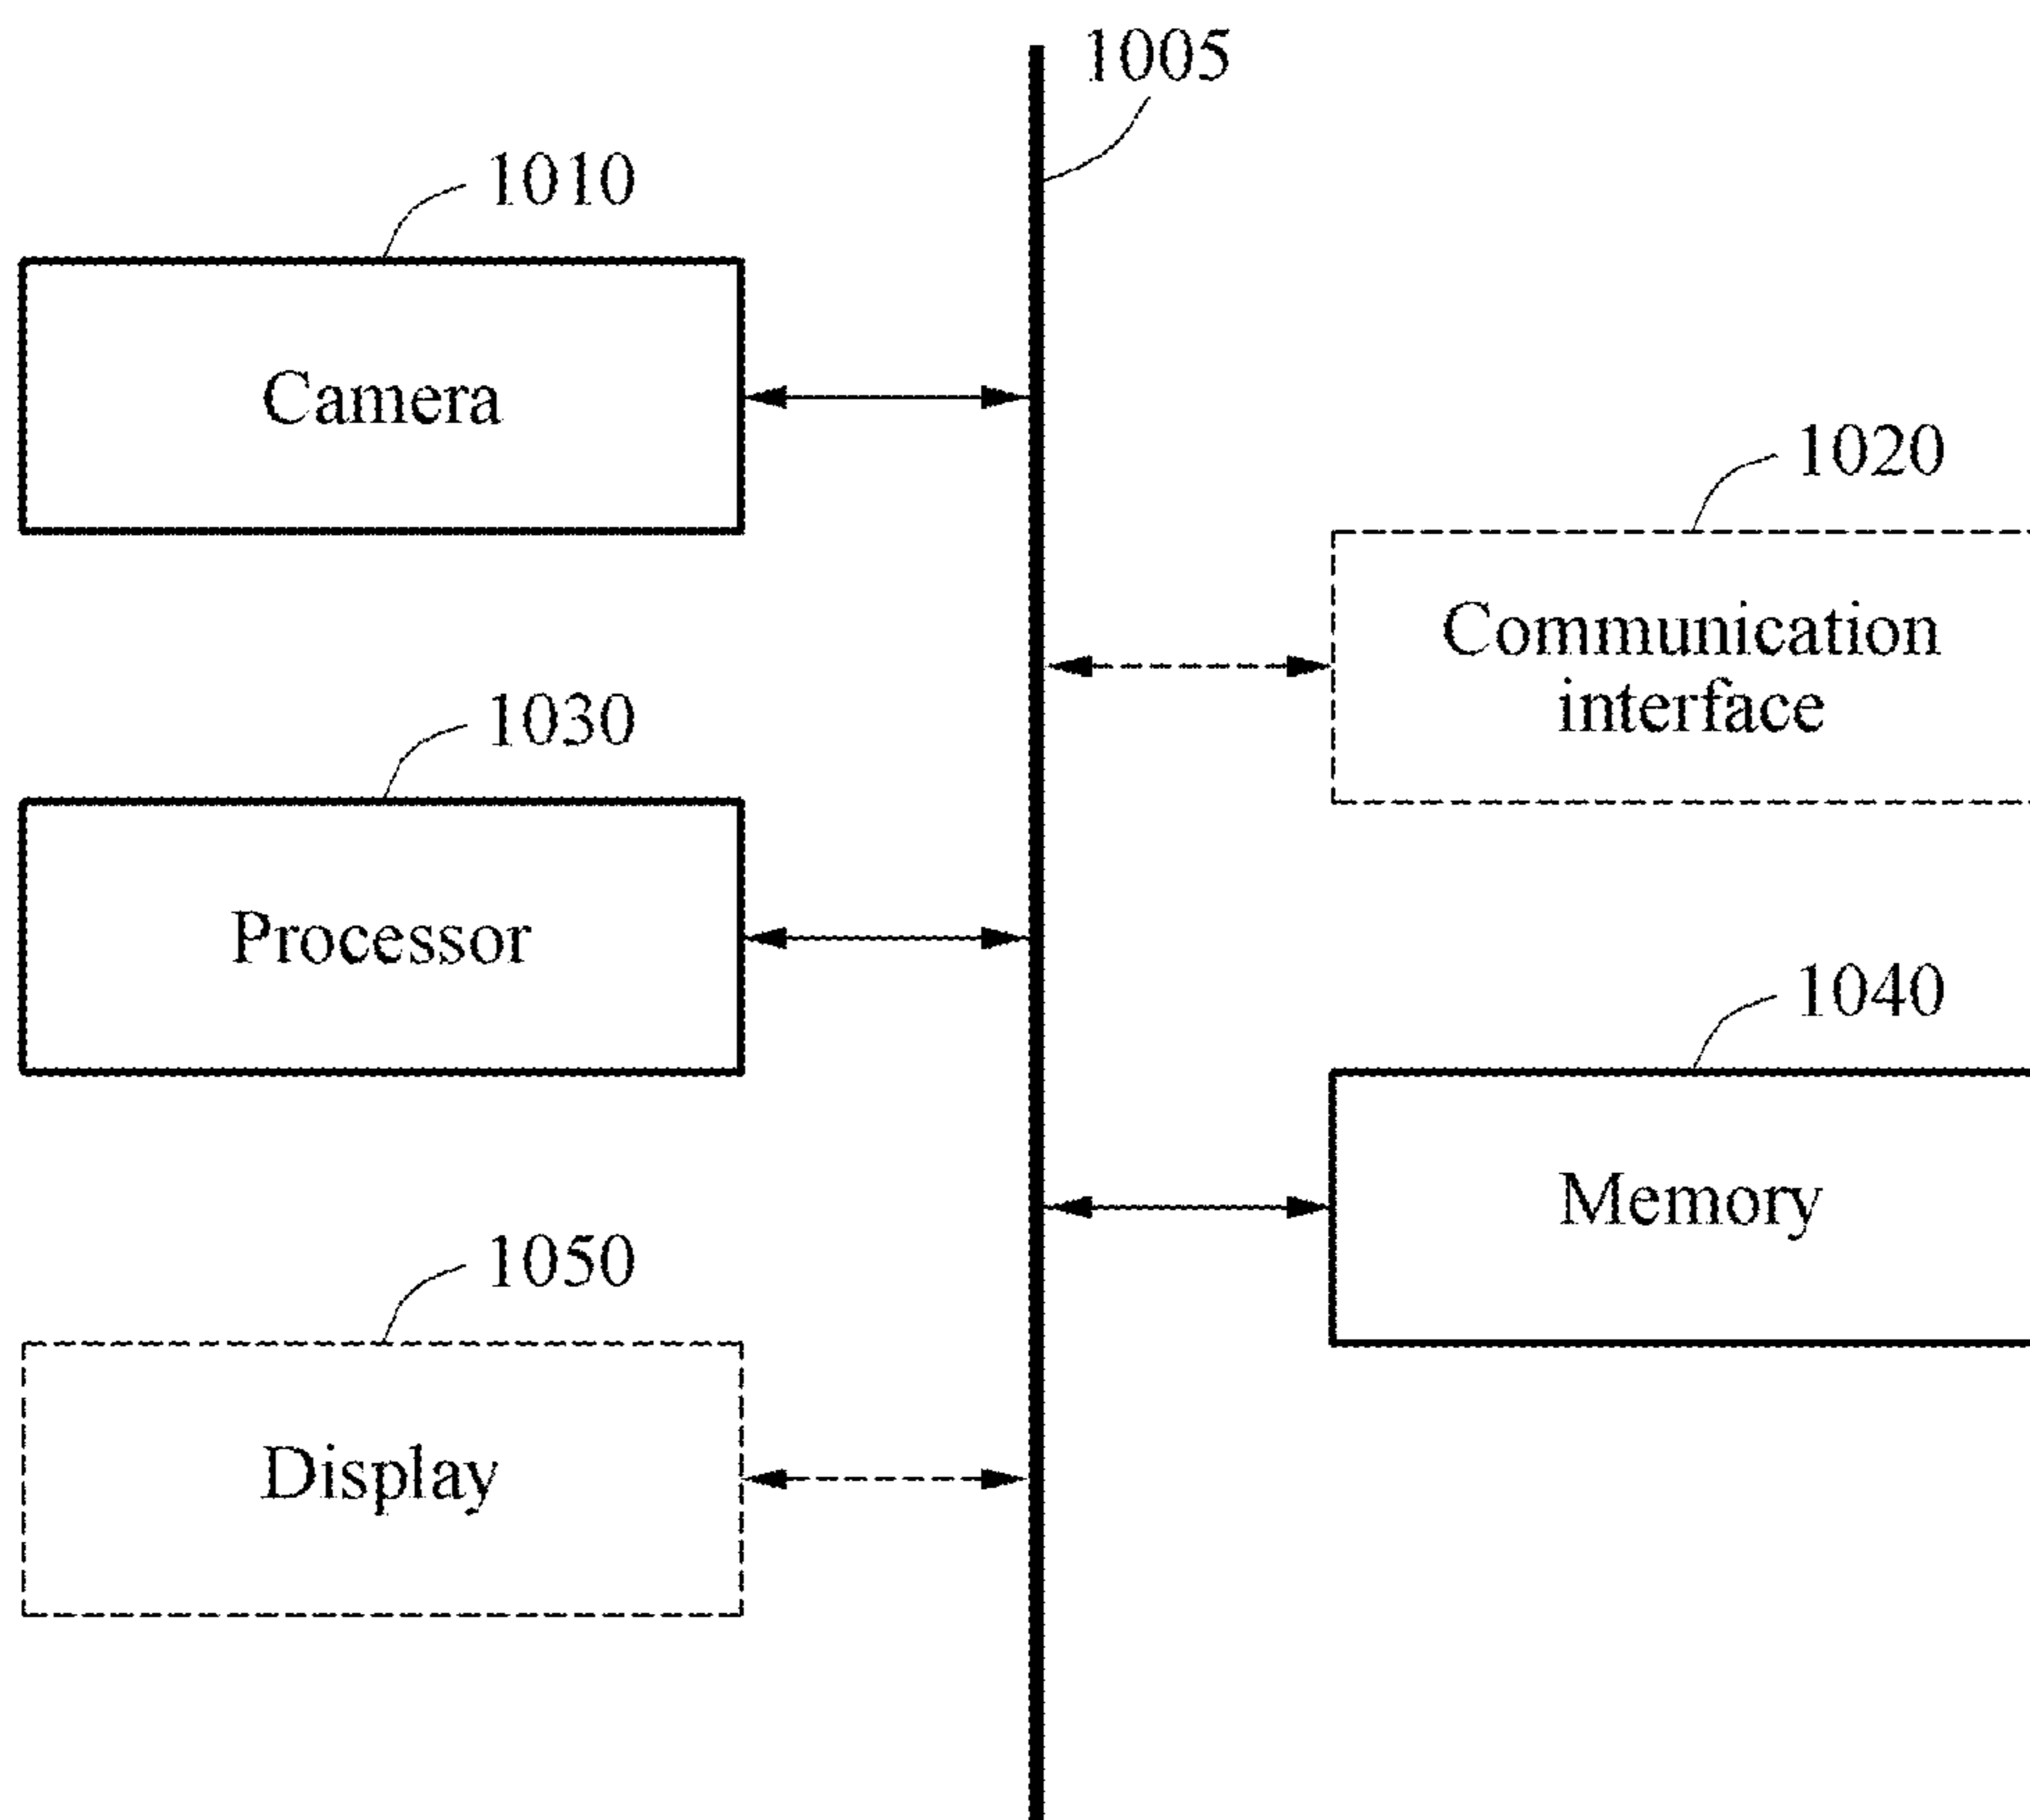 1005
1010
Camera
1020
Communication
interface
1030
Processor
1040
Memory
1050
Display